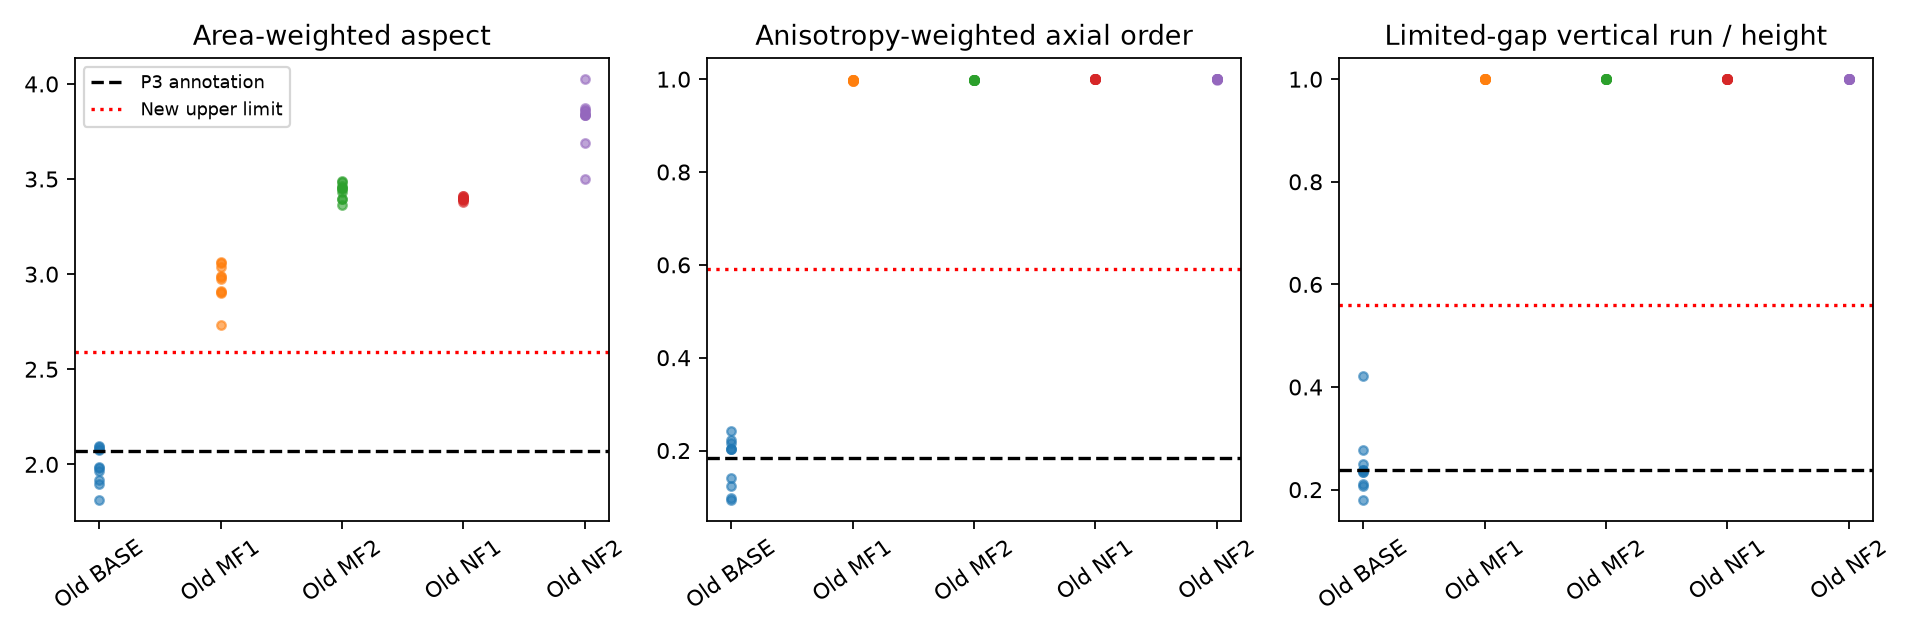 Area-weighted aspect
P3 annotation
New upper limit
4.0
3.5
3.0
2.5
2.0
Old BASE
Old MF1
Old MF2
Old NF1
Old NF2
Anisotropy-weighted axial order
1.0
0.8
0.6
0.4
0.2
Old BASE
Old MF1
Old MF2
Old NF1
Old NF2
Limited-gap vertical run / height
1.0
0.8
0.6
0.4
0.2
Old BASE
Old MF1
Old MF2
Old NF1
Old NF2